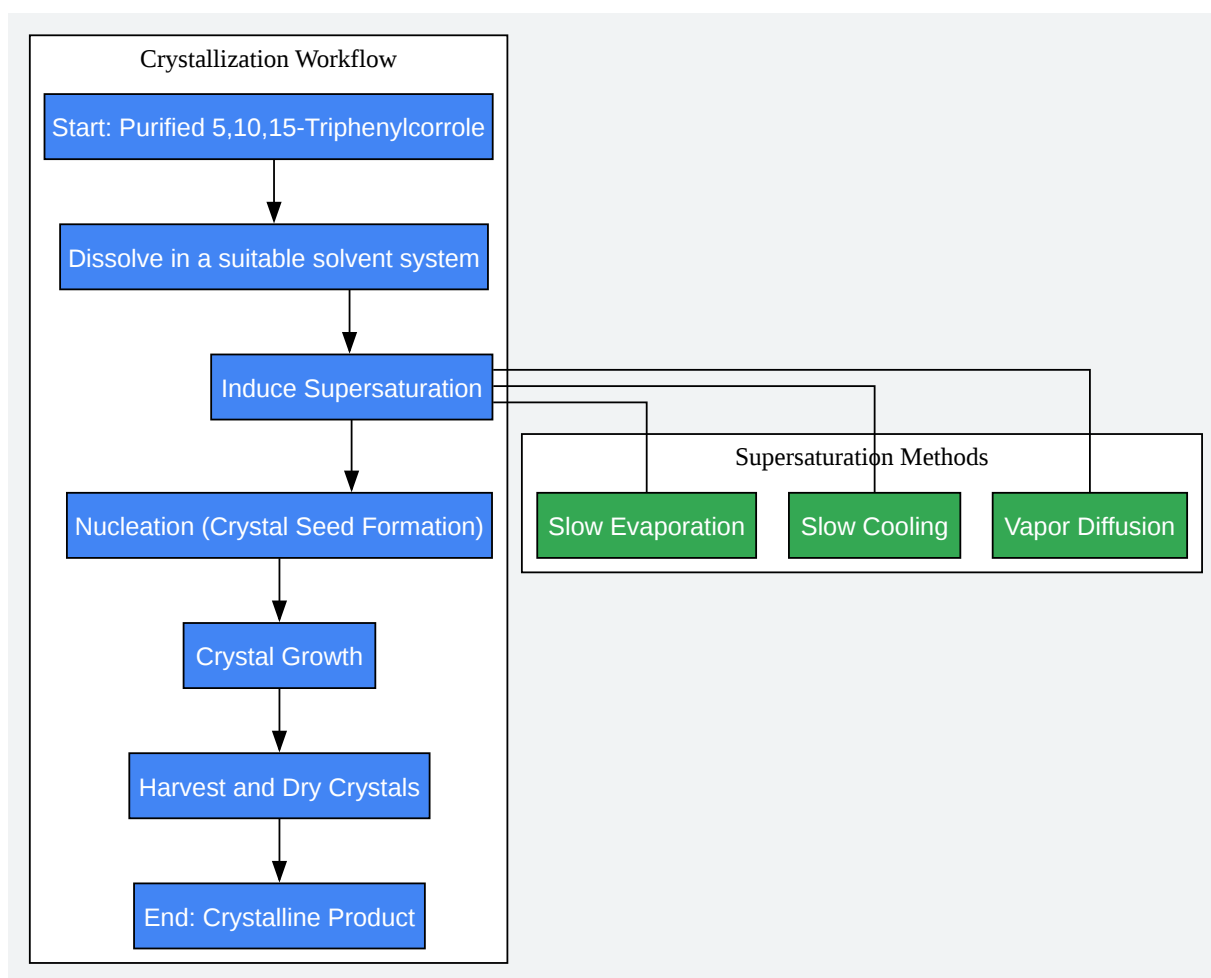 Crystallization Workflow
Start: Purified 5,10,15-Triphenylcorrole
Dissolve in a suitable solvent system
Induce Supersaturation
Nucleation (Crystal Seed Formation)
Crystal Growth
Harvest and Dry Crystals
End: Crystalline Product
Supersaturation Methods
Slow Evaporation
Slow Cooling
Vapor Diffusion